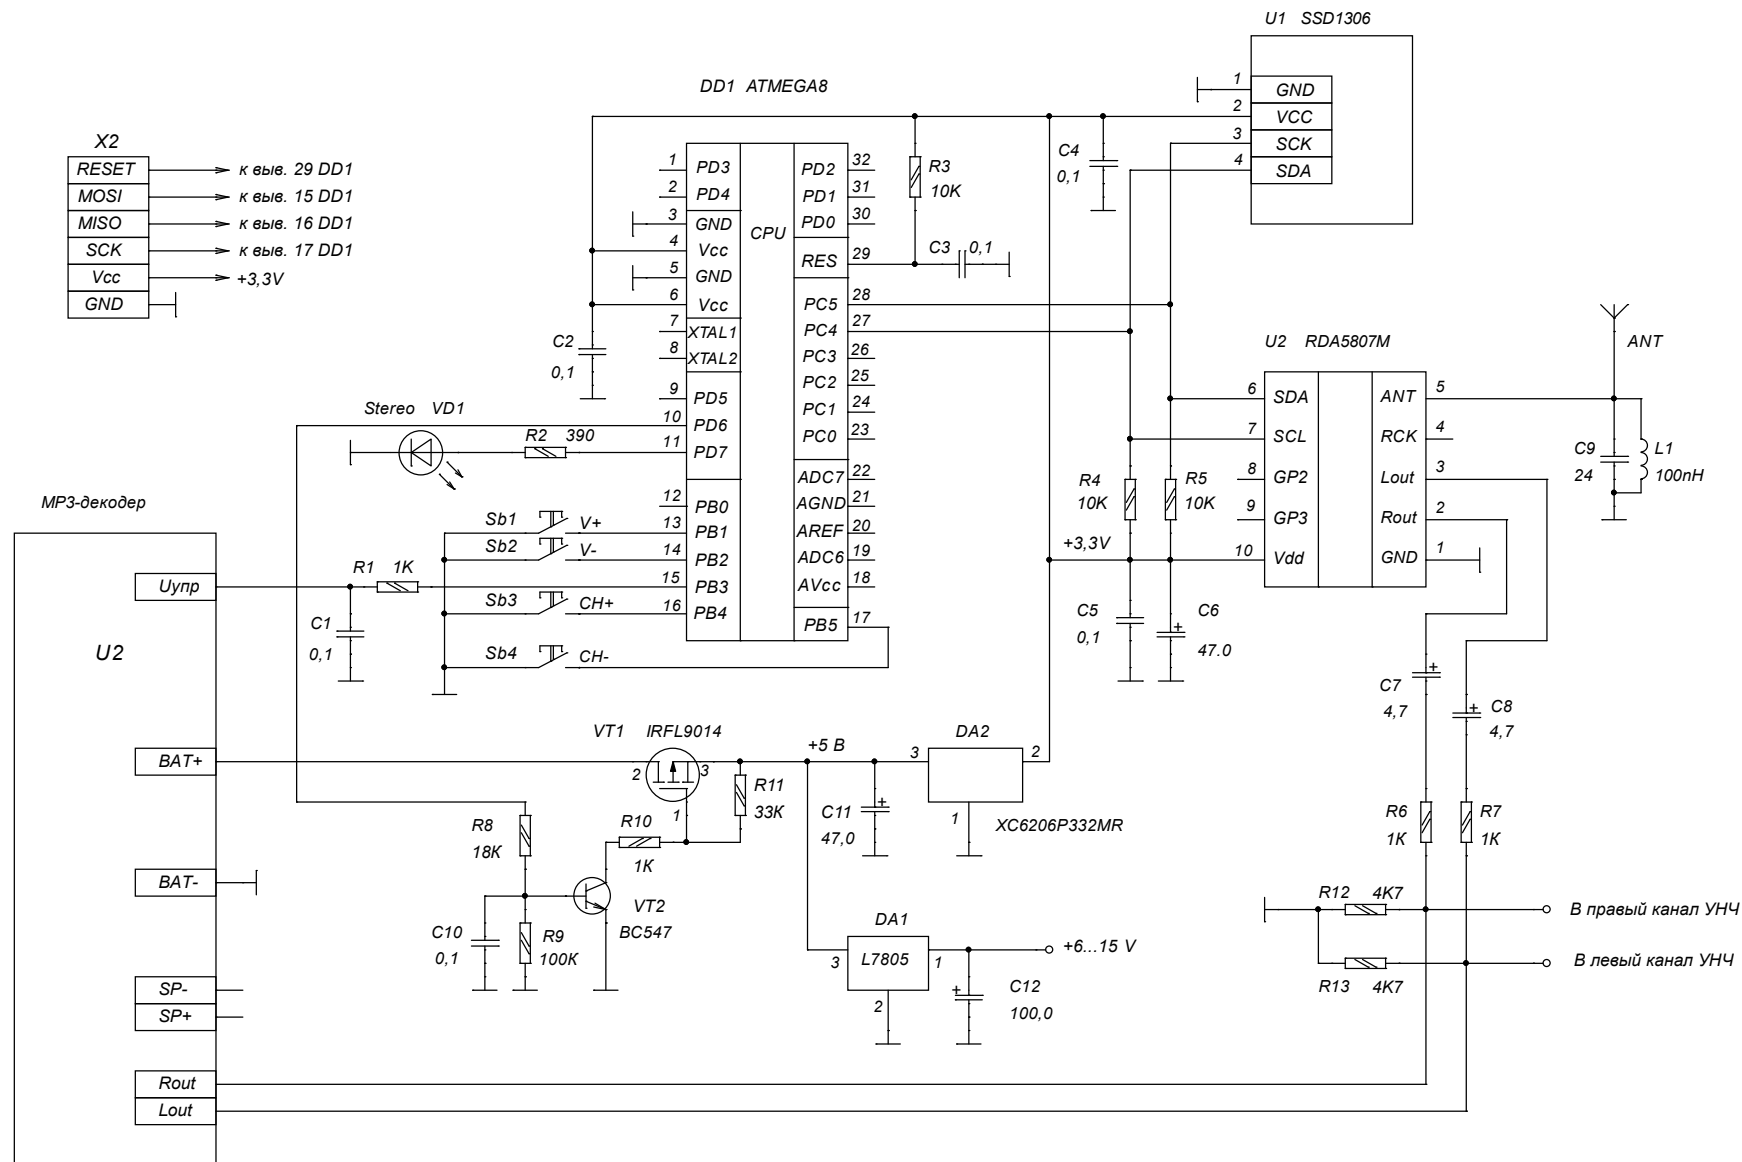 U1 SSD1306
1 GND
2 VCC
3 SCK
4 SDA
DD1 ATMEGA8
X2
RESET к выв. 29 DD1
MOSI к выв. 15 DD1
MISO к выв. 16 DD1
SCK к выв. 17 DD1
Vcc +3,3V
GND
CPU
1 PD3
2 PD4
3 GND
4 Vcc
5 GND
6 Vcc
7 XTAL1
8 XTAL2
9 PD5
10 PD6
11 PD7
12 PB0
13 PB1
14 PB2
15 PB3
16 PB4
PD2 32
PD1 31
PD0 30
RES 29
PC5 28
PC4 27
PC3 26
PC2 25
PC1 24
PC0 23
ADC7 22
AGND 21
AREF 20
ADC6 19
AVcc 18
PB5 17
R3
10K
C3 0,1
C4
0,1
C2
0,1
Stereo VD1
R2 390
Sb1 V+
Sb2 V-
Sb3 CH+
Sb4 CH-
R1 1K
C1
0,1
U2 RDA5807M
6 SDA
7 SCL
8 GP2
9 GP3
10 Vdd
ANT 5
RCK 4
Lout 3
Rout 2
GND 1
ANT
C9
24
L1
100nH
R4
10K
R5
10K
+3,3V
C5
0,1
C6
+
47.0
C7
+
4,7
C8
+
4,7
R6
1K
R7
1K
R12 4K7
R13 4K7
В правый канал УНЧ
В левый канал УНЧ
MP3-декодер
U2
Uупр
BAT+
BAT-
SP-
SP+
Rout
Lout
VT1 IRFL9014
2
3
1
R11
33K
+5 В
C11
+
47,0
DA2
3
2
1
XC6206P332MR
R8
18K
R10
1K
VT2
BC547
C10
0,1
R9
100K
DA1
L7805
3
1
2
+6...15 V
C12
+
100,0